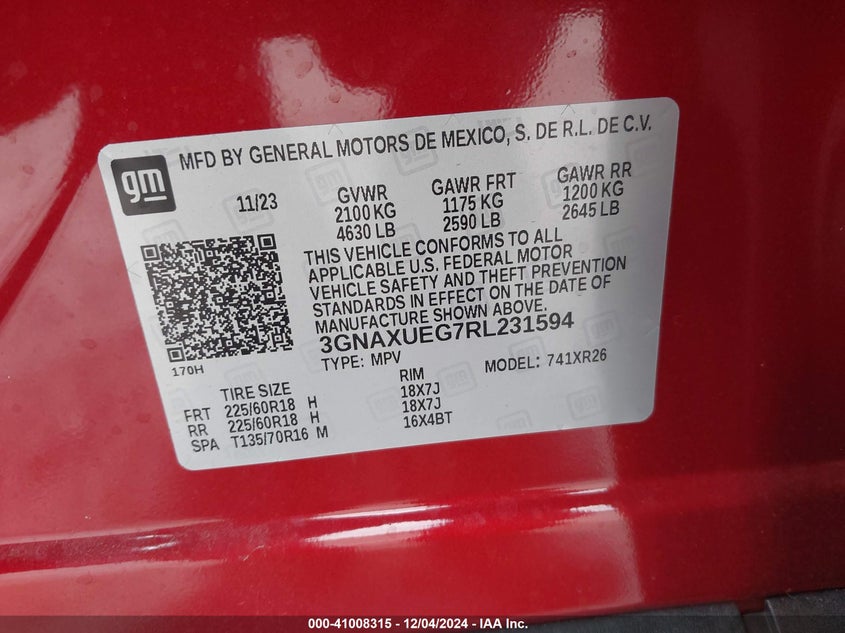 gm
MFD BY GENERAL MOTORS DE MEXICO, S. DE R.L. DE C.V.
11/23 GVWR GAWR FRT GAWR RR
2100 KG 1175 KG 1200 KG
4630 LB 2590 LB 2645 LB
THIS VEHICLE CONFORMS TO ALL
APPLICABLE U.S. FEDERAL MOTOR
VEHICLE SAFETY AND THEFT PREVENTION
STANDARDS IN EFFECT ON THE DATE OF
MANUFACTURE SHOWN ABOVE.
3GNAXUEG7RL231594
170H TYPE: MPV MODEL: 741XR26
TIRE SIZE RIM
FRT 225/60R18 H 18X7J
RR 225/60R18 H 18X7J
SPA T135/70R16 M 16X4BT
000-41008315 - 12/04/2024 - IAA Inc.